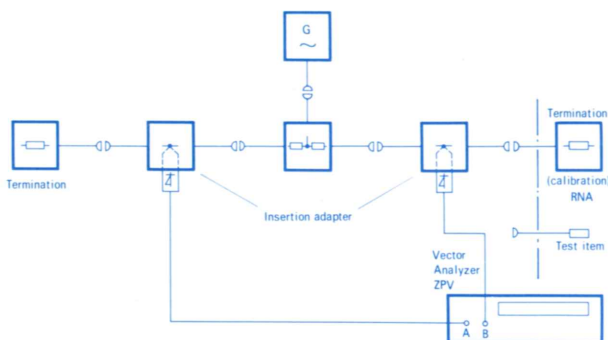 G
Termination
Termination
(calibration)
RNA
Insertion adapter
Test item
Vector
Analyzer
ZPV
A B